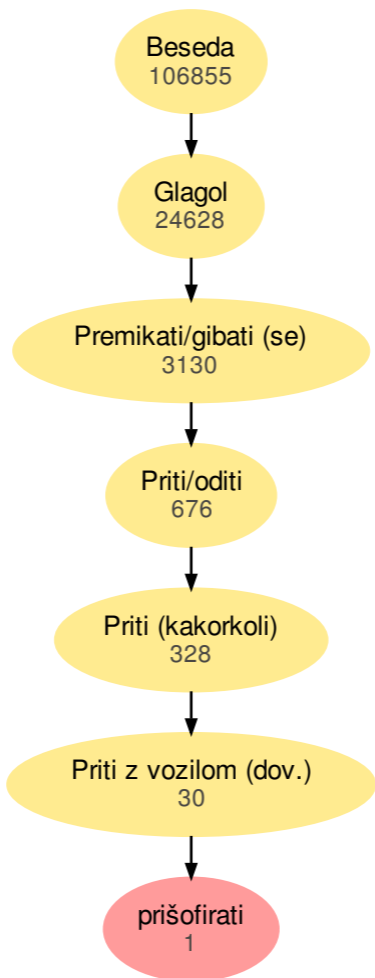 Beseda
106855
Glagol
24628
Premikati/gibati (se)
3130
Priti/oditi
676
Priti (kakorkoli)
328
Priti z vozilom (dov.)
30
prišofirati
1